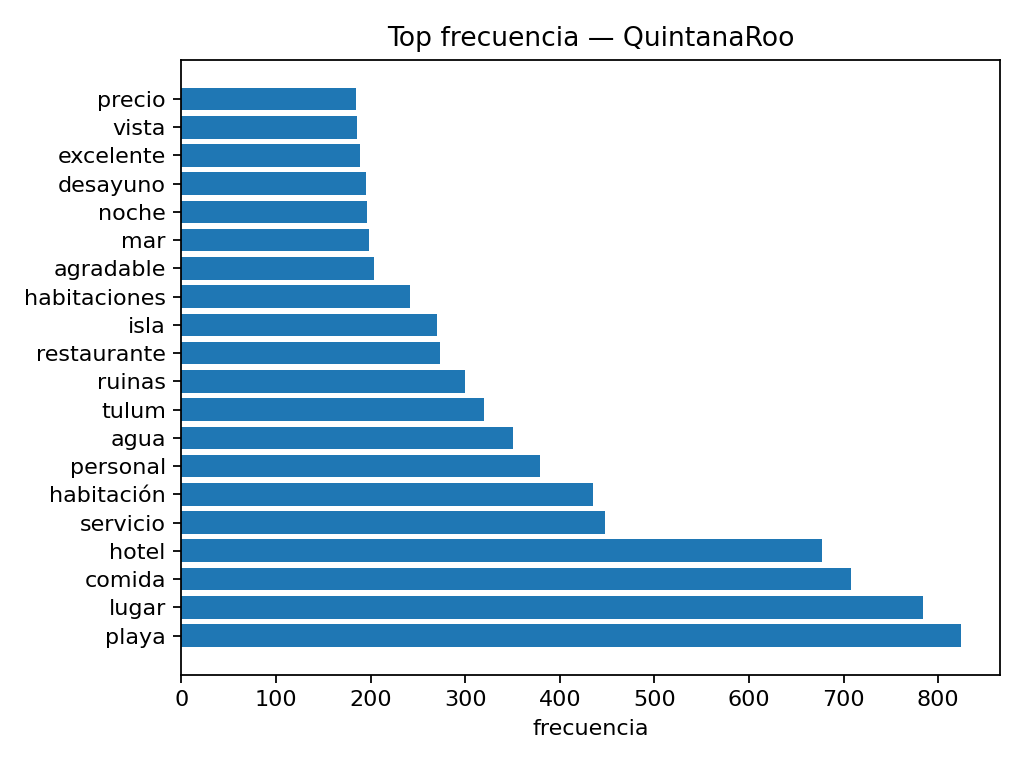 Top frecuencia — QuintanaRoo
precio
vista
excelente
desayuno
noche
mar
agradable
habitaciones
isla
restaurante
ruinas
tulum
agua
personal
habitación
servicio
hotel
comida
lugar
playa
0 100 200 300 400 500 600 700 800
frecuencia